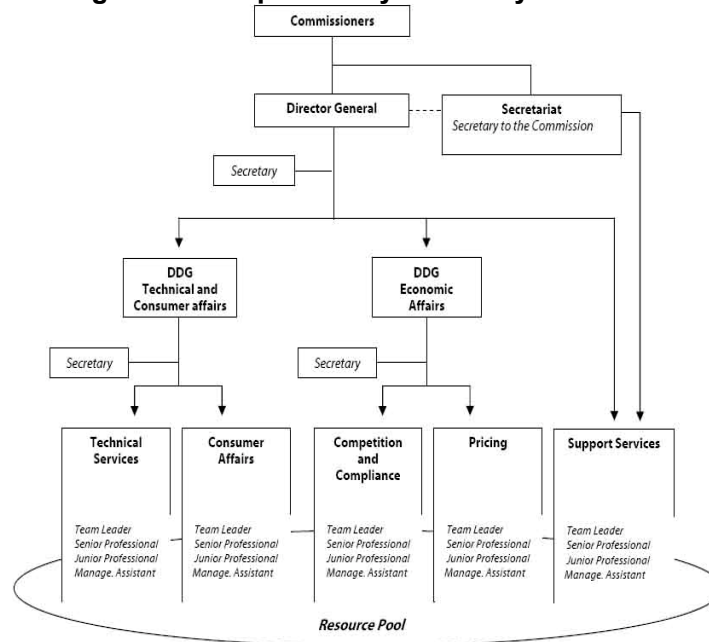 Commissioners
Director General
Secretariat
Secretary to the Commission
Secretary
DDG
Technical and
Consumer affairs
DDG
Economic
Affairs
Secretary
Secretary
Technical
Services
Consumer
Affairs
Competition
and
Compliance
Pricing
Support Services
Team Leader
Senior Professional
Junior Professional
Manage. Assistant
Team Leader
Senior Professional
Junior Professional
Manage. Assistant
Team Leader
Senior Professional
Junior Professional
Manage. Assistant
Team Leader
Senior Professional
Junior Professional
Manage. Assistant
Team Leader
Senior Professional
Junior Professional
Manage. Assistant
Resource Pool